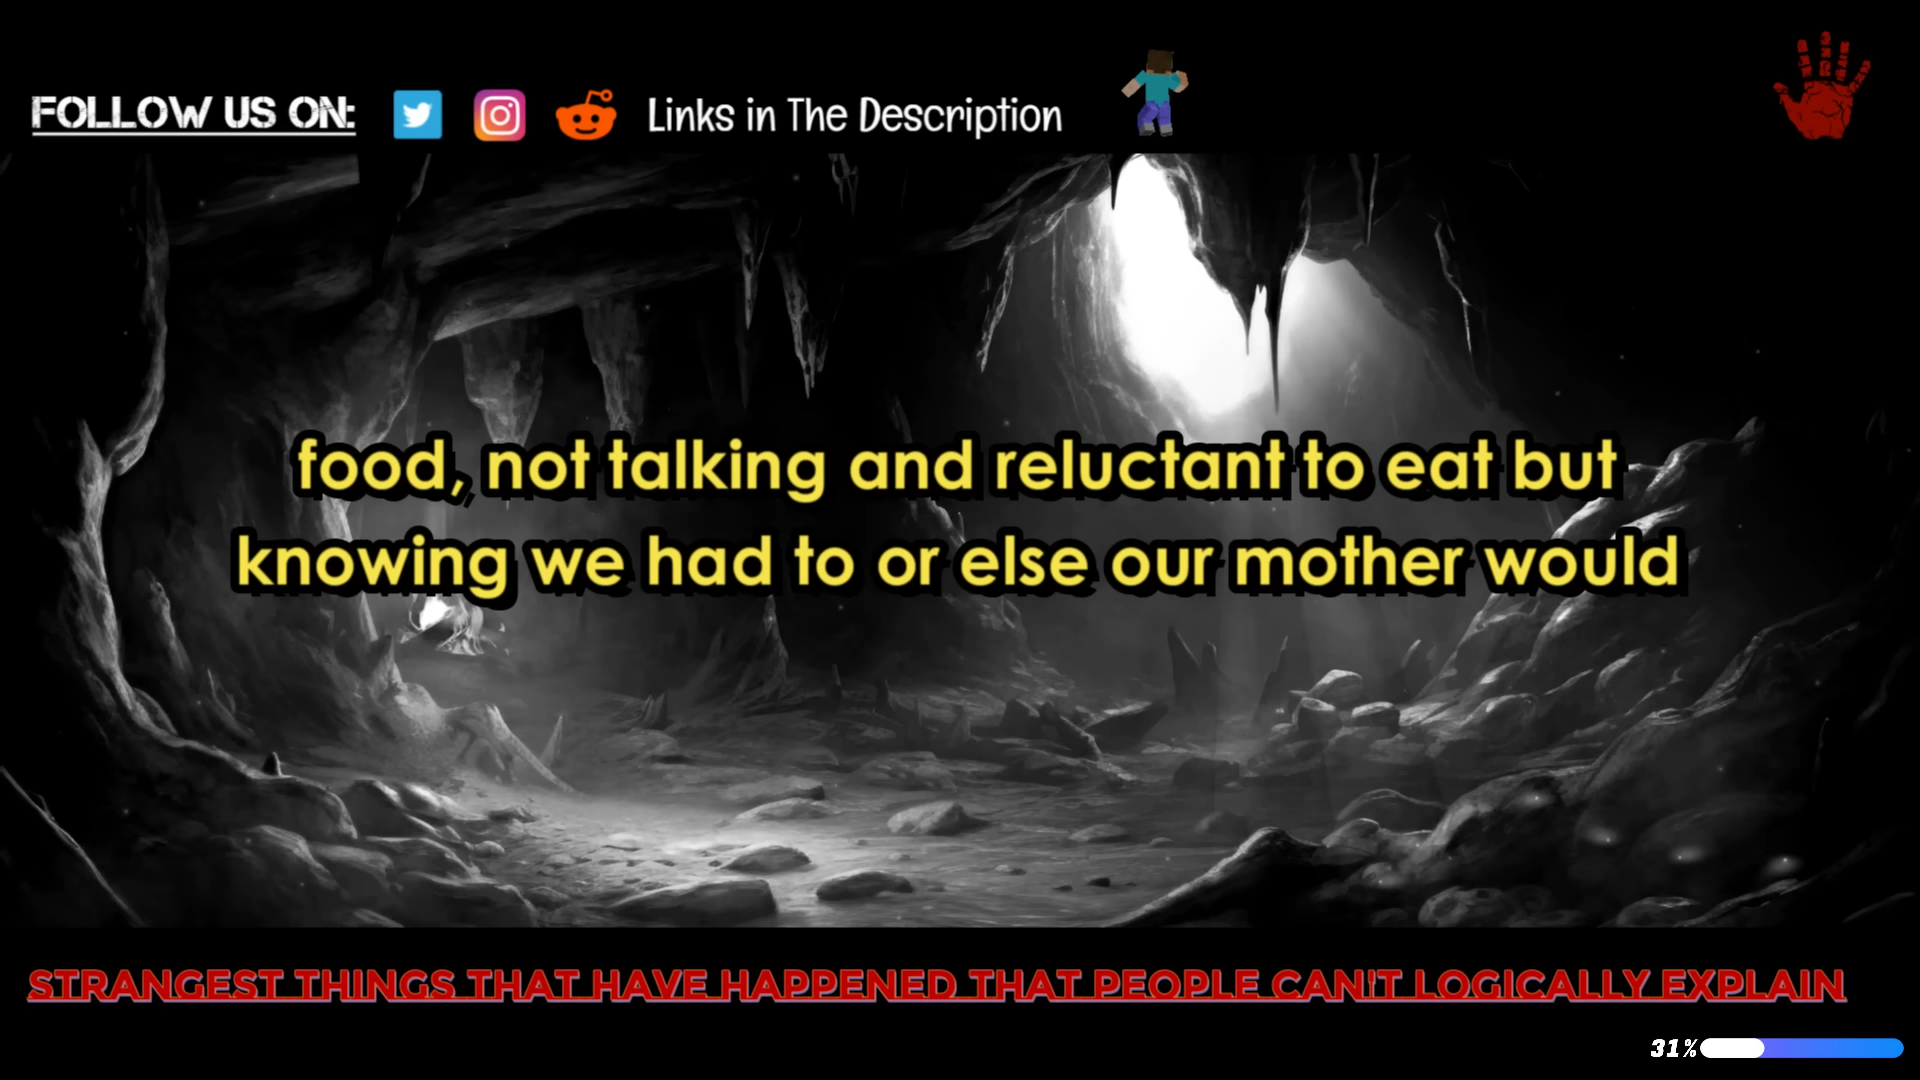 FOLLOW US ON:
Links in The Description
food, not talking and reluctant to eat but
knowing we had to or else our mother would
STRANGEST THINGS THAT HAVE HAPPENED THAT PEOPLE CAN'T LOGICALLY EXPLAIN
31%